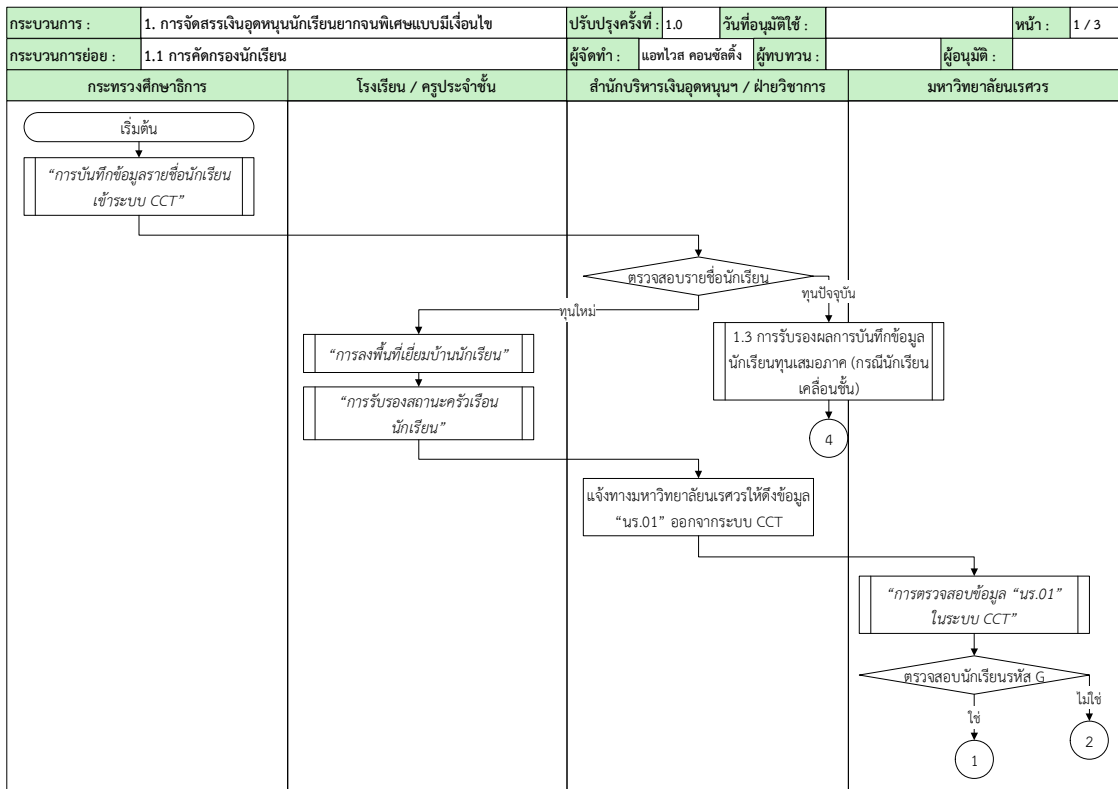 กระบวนการ : 1. การจัดสรรเงินอุดหนุนนักเรียนยากจนพิเศษแบบมีเงื่อนไข ปรับปรุงครั้งที่ : 1.0 วันที่อนุมัติใช้ : หน้า : 1 / 3
กระบวนการย่อย : 1.1 การคัดกรองนักเรียน ผู้จัดทำ : แอทไวส คอนซัลติ้ง ผู้ทบทวน : ผู้อนุมัติ :
กระทรวงศึกษาธิการ โรงเรียน / ครูประจำชั้น สำนักบริหารเงินอุดหนุนฯ / ฝ่ายวิชาการ มหาวิทยาลัยนเรศวร
เริ่มต้น
“การบันทึกข้อมูลรายชื่อนักเรียน
เข้าระบบ CCT”
ตรวจสอบรายชื่อนักเรียน
ทุนปัจจุบัน
ทุนใหม่
“การลงพื้นที่เยี่ยมบ้านนักเรียน”
1.3 การรับรองผลการบันทึกข้อมูล
นักเรียนทุนเสมอภาค (กรณีนักเรียน
เคลื่อนชั้น)
“การรับรองสถานะครัวเรือน
นักเรียน”
4
แจ้งทางมหาวิทยาลัยนเรศวรให้ดึงข้อมูล
“นร.01” ออกจากระบบ CCT
“การตรวจสอบข้อมูล “นร.01”
ในระบบ CCT”
ตรวจสอบนักเรียนรหัส G
ไม่ใช่
ใช่
2
1